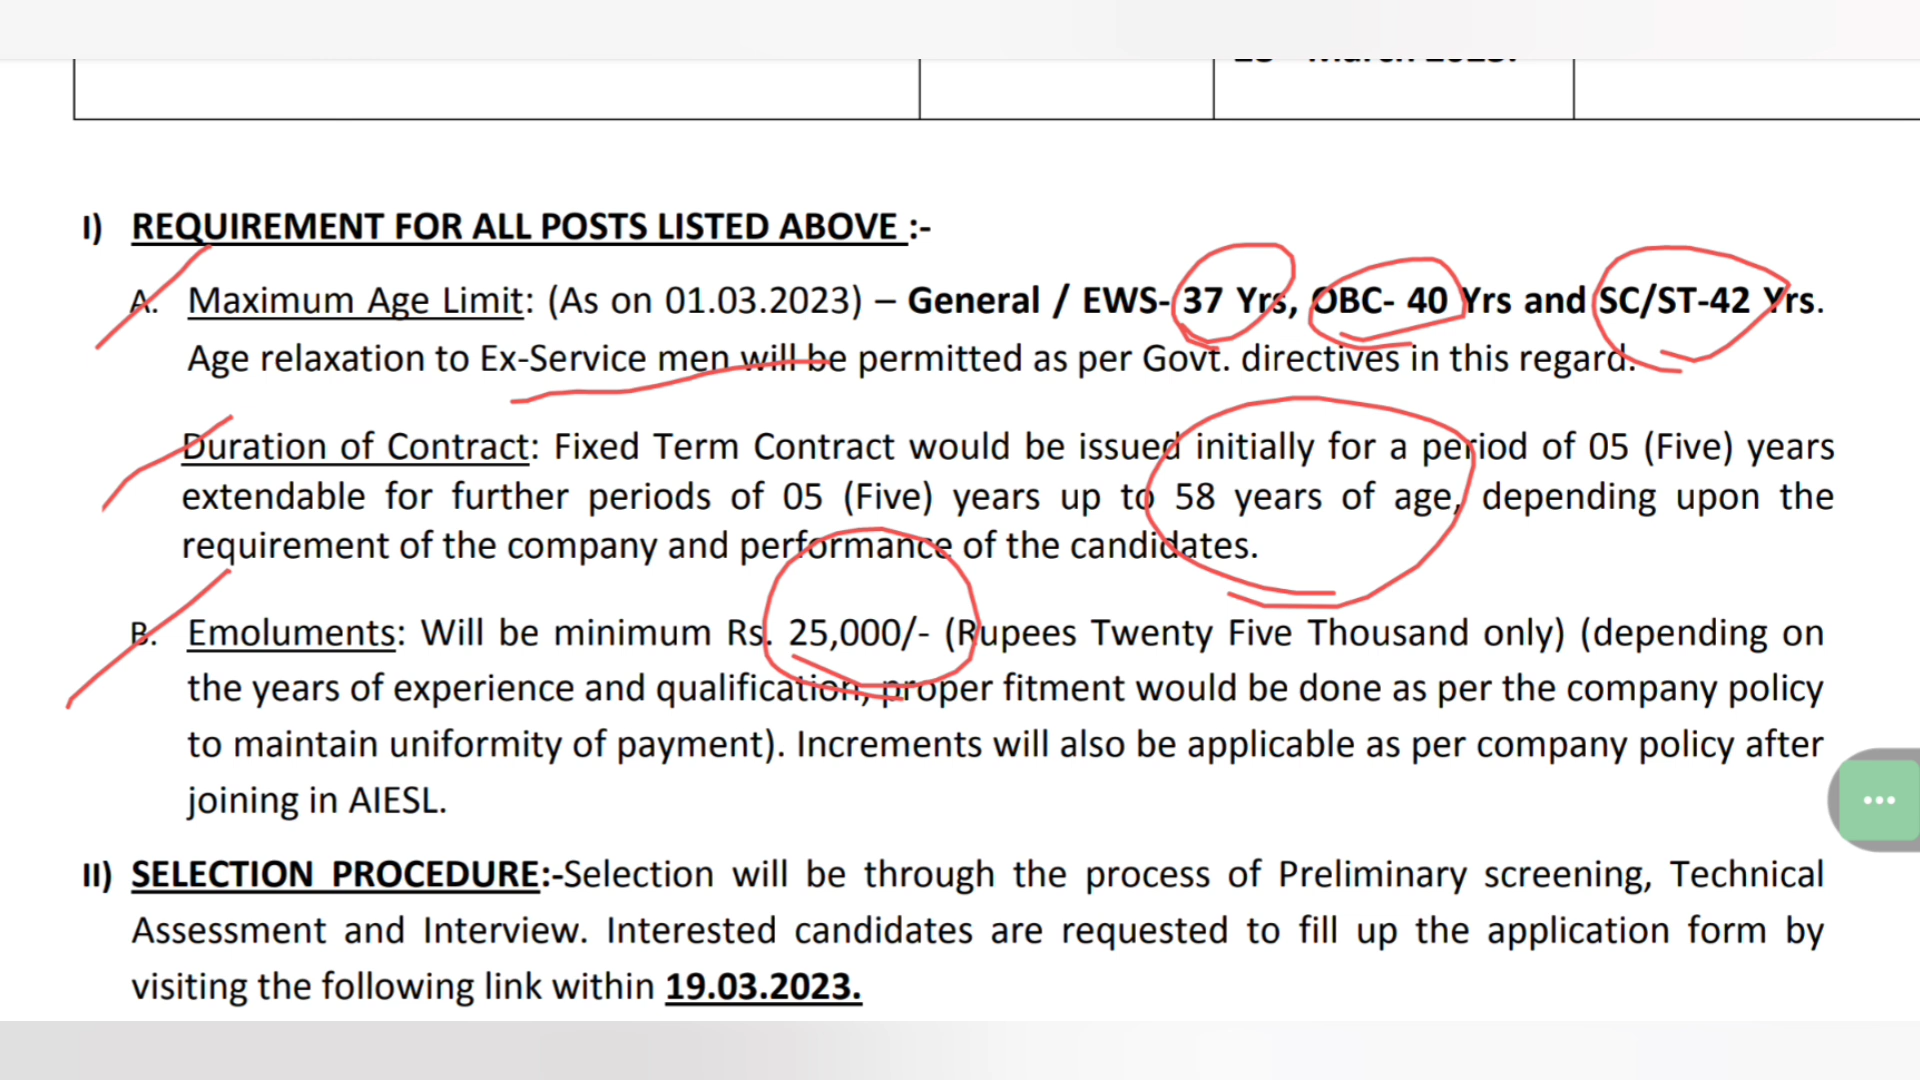 I) REQUIREMENT FOR ALL POSTS LISTED ABOVE :-
A. Maximum Age Limit: (As on 01.03.2023) – General / EWS- 37 Yrs, OBC- 40 Yrs and SC/ST-42 Yrs.
Age relaxation to Ex-Service men will be permitted as per Govt. directives in this regard.
Duration of Contract: Fixed Term Contract would be issued initially for a period of 05 (Five) years
extendable for further periods of 05 (Five) years up to 58 years of age, depending upon the
requirement of the company and performance of the candidates.
B. Emoluments: Will be minimum Rs. 25,000/- (Rupees Twenty Five Thousand only) (depending on
the years of experience and qualification, proper fitment would be done as per the company policy
to maintain uniformity of payment). Increments will also be applicable as per company policy after
joining in AIESL.
II) SELECTION PROCEDURE:-Selection will be through the process of Preliminary screening, Technical
Assessment and Interview. Interested candidates are requested to fill up the application form by
visiting the following link within 19.03.2023.